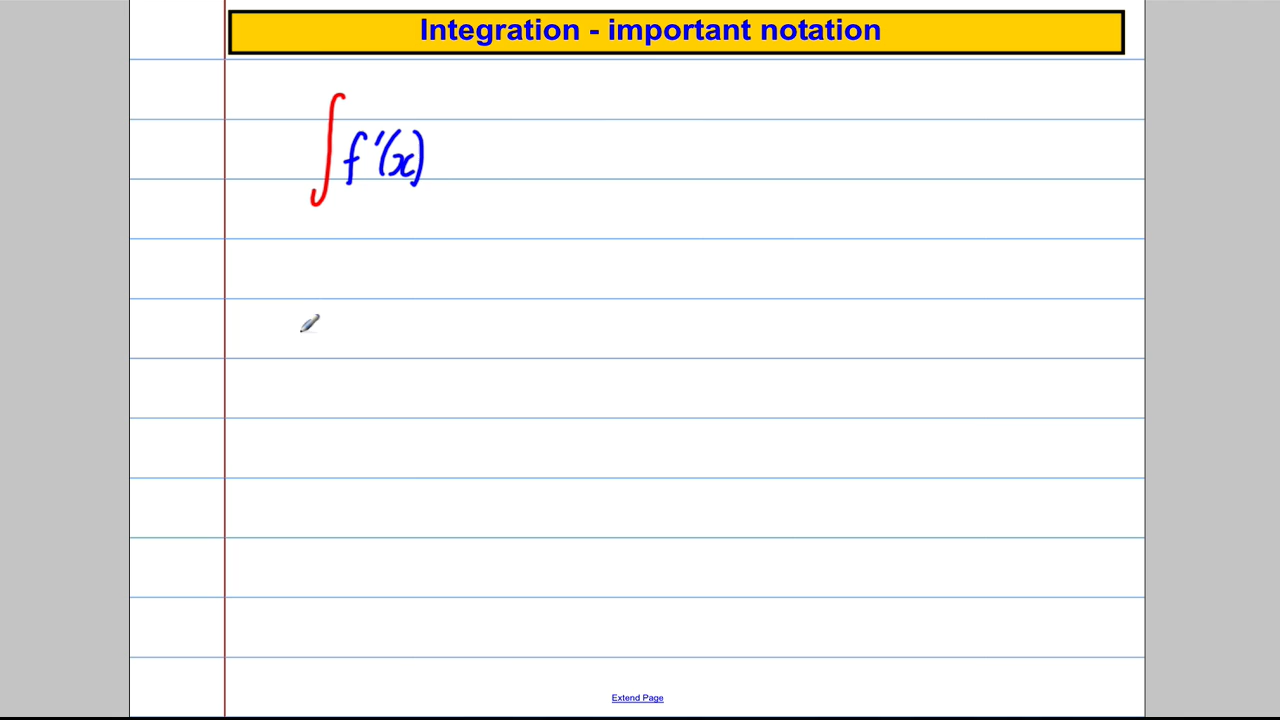 Integration - important notation
∫ f'(x)
Extend Page